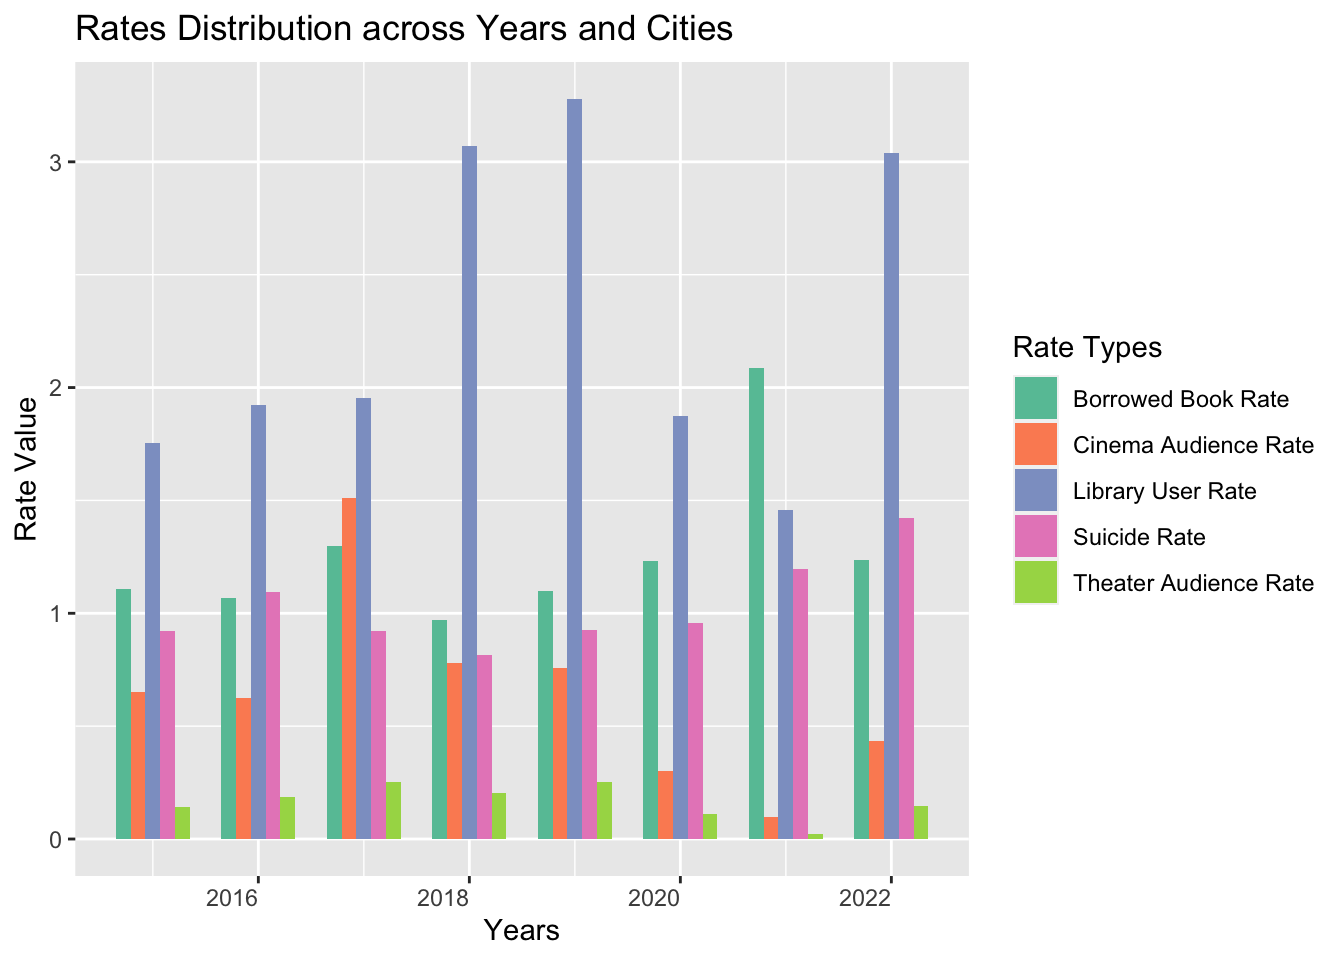 Rates Distribution across Years and Cities
3
2
1
0
Rate Value
2016
2018
2020
2022
Years
Rate Types
Borrowed Book Rate
Cinema Audience Rate
Library User Rate
Suicide Rate
Theater Audience Rate